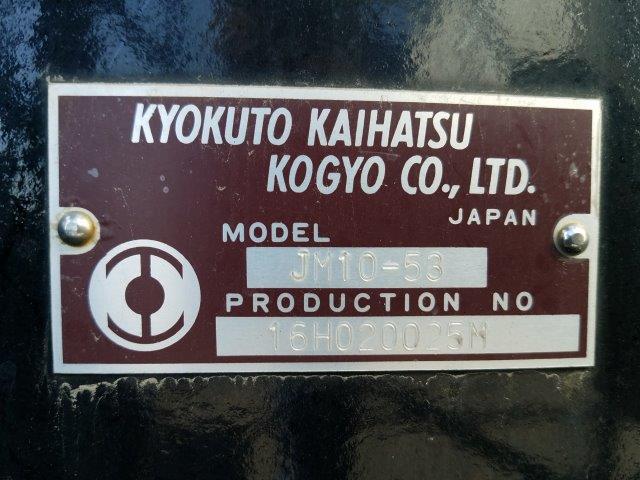 KYOKUTO KAIHATSU
KOGYO CO., LTD.
JAPAN
MODEL
JM10-53
PRODUCTION NO
16H020025M